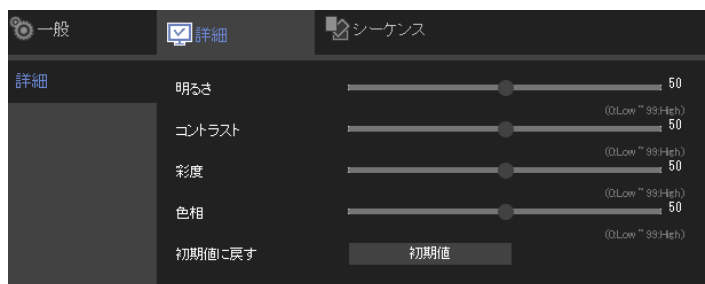 一般
詳細
シーケンス
詳細
明るさ
50
(0:Low ~ 99:High)
コントラスト
50
(0:Low ~ 99:High)
彩度
50
(0:Low ~ 99:High)
色相
50
(0:Low ~ 99:High)
初期値に戻す
初期値